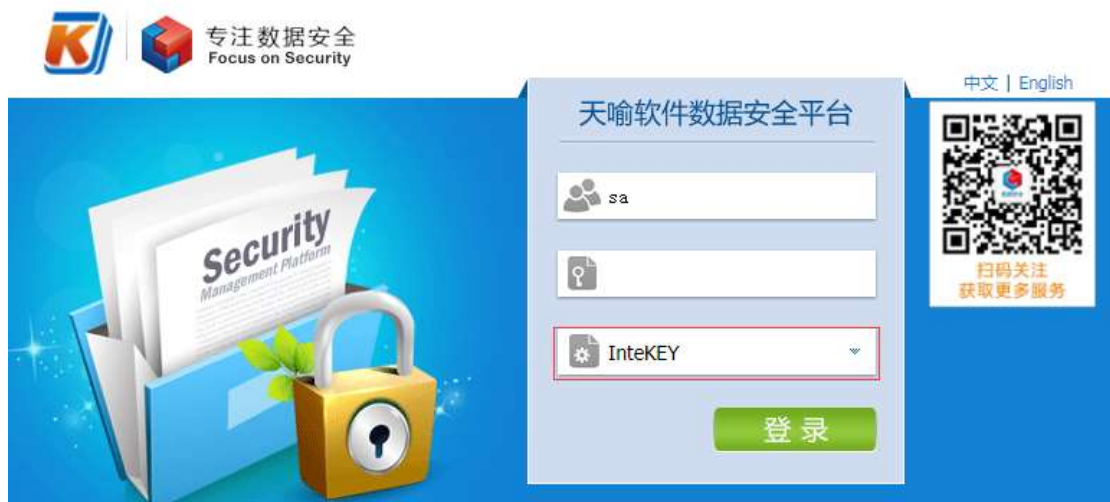 K
专注数据安全
Focus on Security
中文 | English
天喻软件数据安全平台
sa
InteKEY
登录
扫码关注
获取更多服务
Security
Management Platform